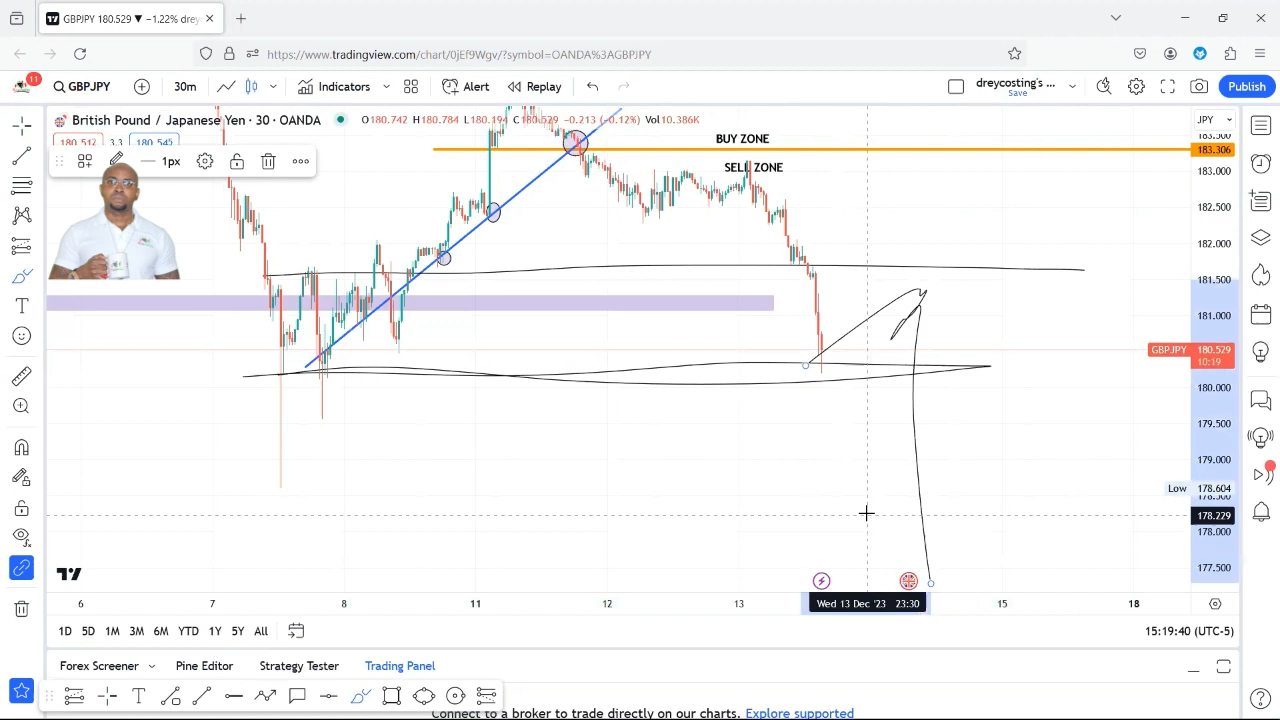 GBPJPY 180.529 ▼ −1.22% drey
https://www.tradingview.com/chart/0jEf9Wgv/?symbol=OANDA%3AGBPJPY
11
GBPJPY
30m
Indicators
Alert
Replay
dreycosting's ...
Save
Publish
British Pound / Japanese Yen · 30 · OANDA
O180.742 H180.784 L180.194 −0.213 (−0.12%) Vol10.386K
JPY
180.512
3.3
180.545
1px
BUY ZONE
SELL ZONE
183.500
183.306
183.000
182.500
182.000
181.500
181.000
GBPJPY 180.529
10:19
180.000
179.500
179.000
Low 178.604
178.500
178.229
178.000
177.500
6
7
8
11
12
13
Wed 13 Dec '23 23:30
15
18
1D
5D
1M
3M
6M
YTD
1Y
5Y
All
15:19:40 (UTC-5)
Forex Screener
Pine Editor
Strategy Tester
Trading Panel
Connect to a broker to trade directly on our charts. Explore supported